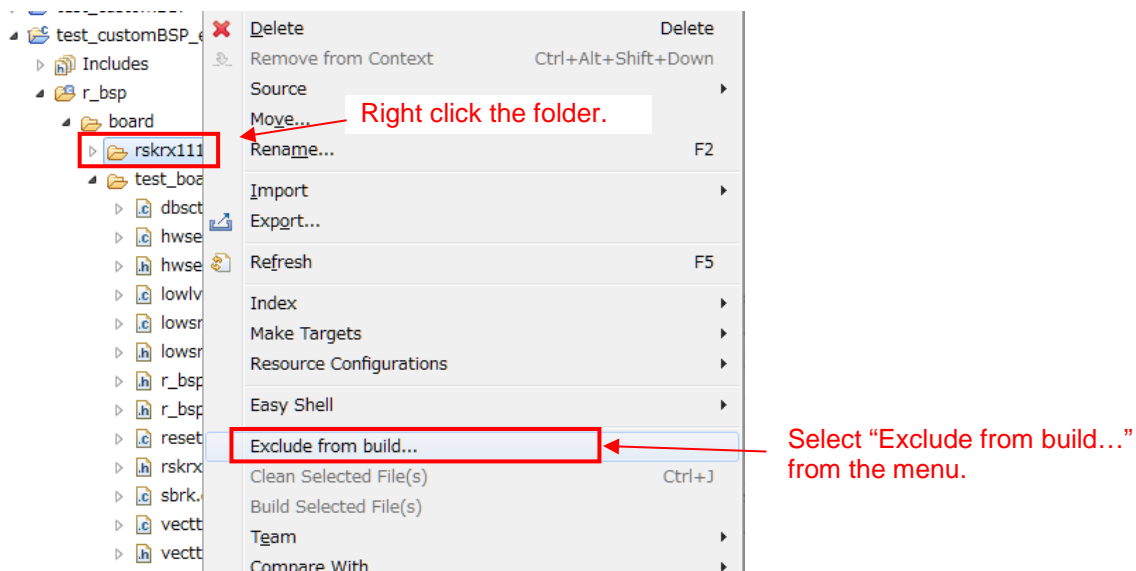 test_customBSP_e
Includes
r_bsp
board
rskrx111
test_boa
dbsct
hwse
hwse
lowlv
lowsr
lowsr
r_bsp
r_bsp
reset
rskrx
sbrk.
vectt
vectt
Delete Delete
Remove from Context Ctrl+Alt+Shift+Down
Source
Move...
Rename... F2
Import
Export...
Refresh F5
Index
Make Targets
Resource Configurations
Easy Shell
Exclude from build...
Clean Selected File(s) Ctrl+J
Build Selected File(s)
Team
Compare With
Right click the folder.
Select “Exclude from build…”
from the menu.